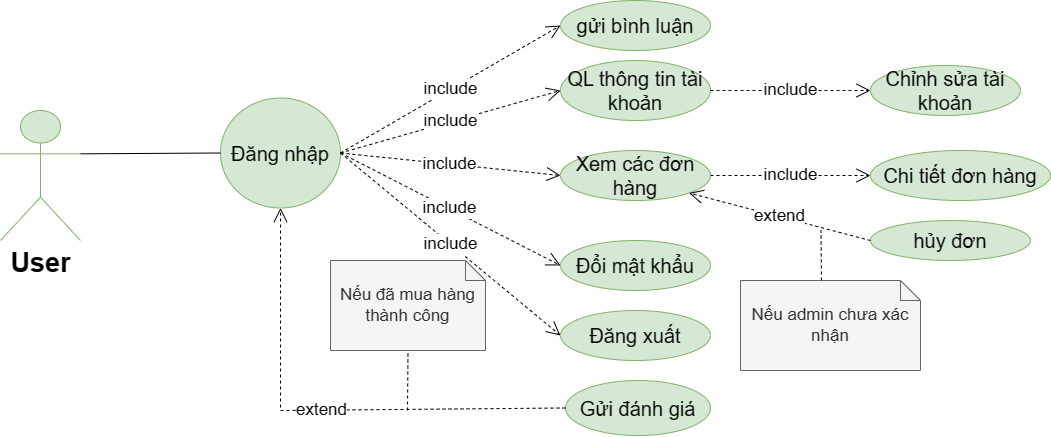 gửi bình luận
include
QL thông tin tài
khoản
include
Chỉnh sửa tài
khoản
include
Đăng nhập
include
Xem các đơn
hàng
include
Chi tiết đơn hàng
include
extend
hủy đơn
include
User
Đổi mật khẩu
Nếu đã mua hàng
thành công
Nếu admin chưa xác
nhận
Đăng xuất
extend
Gửi đánh giá